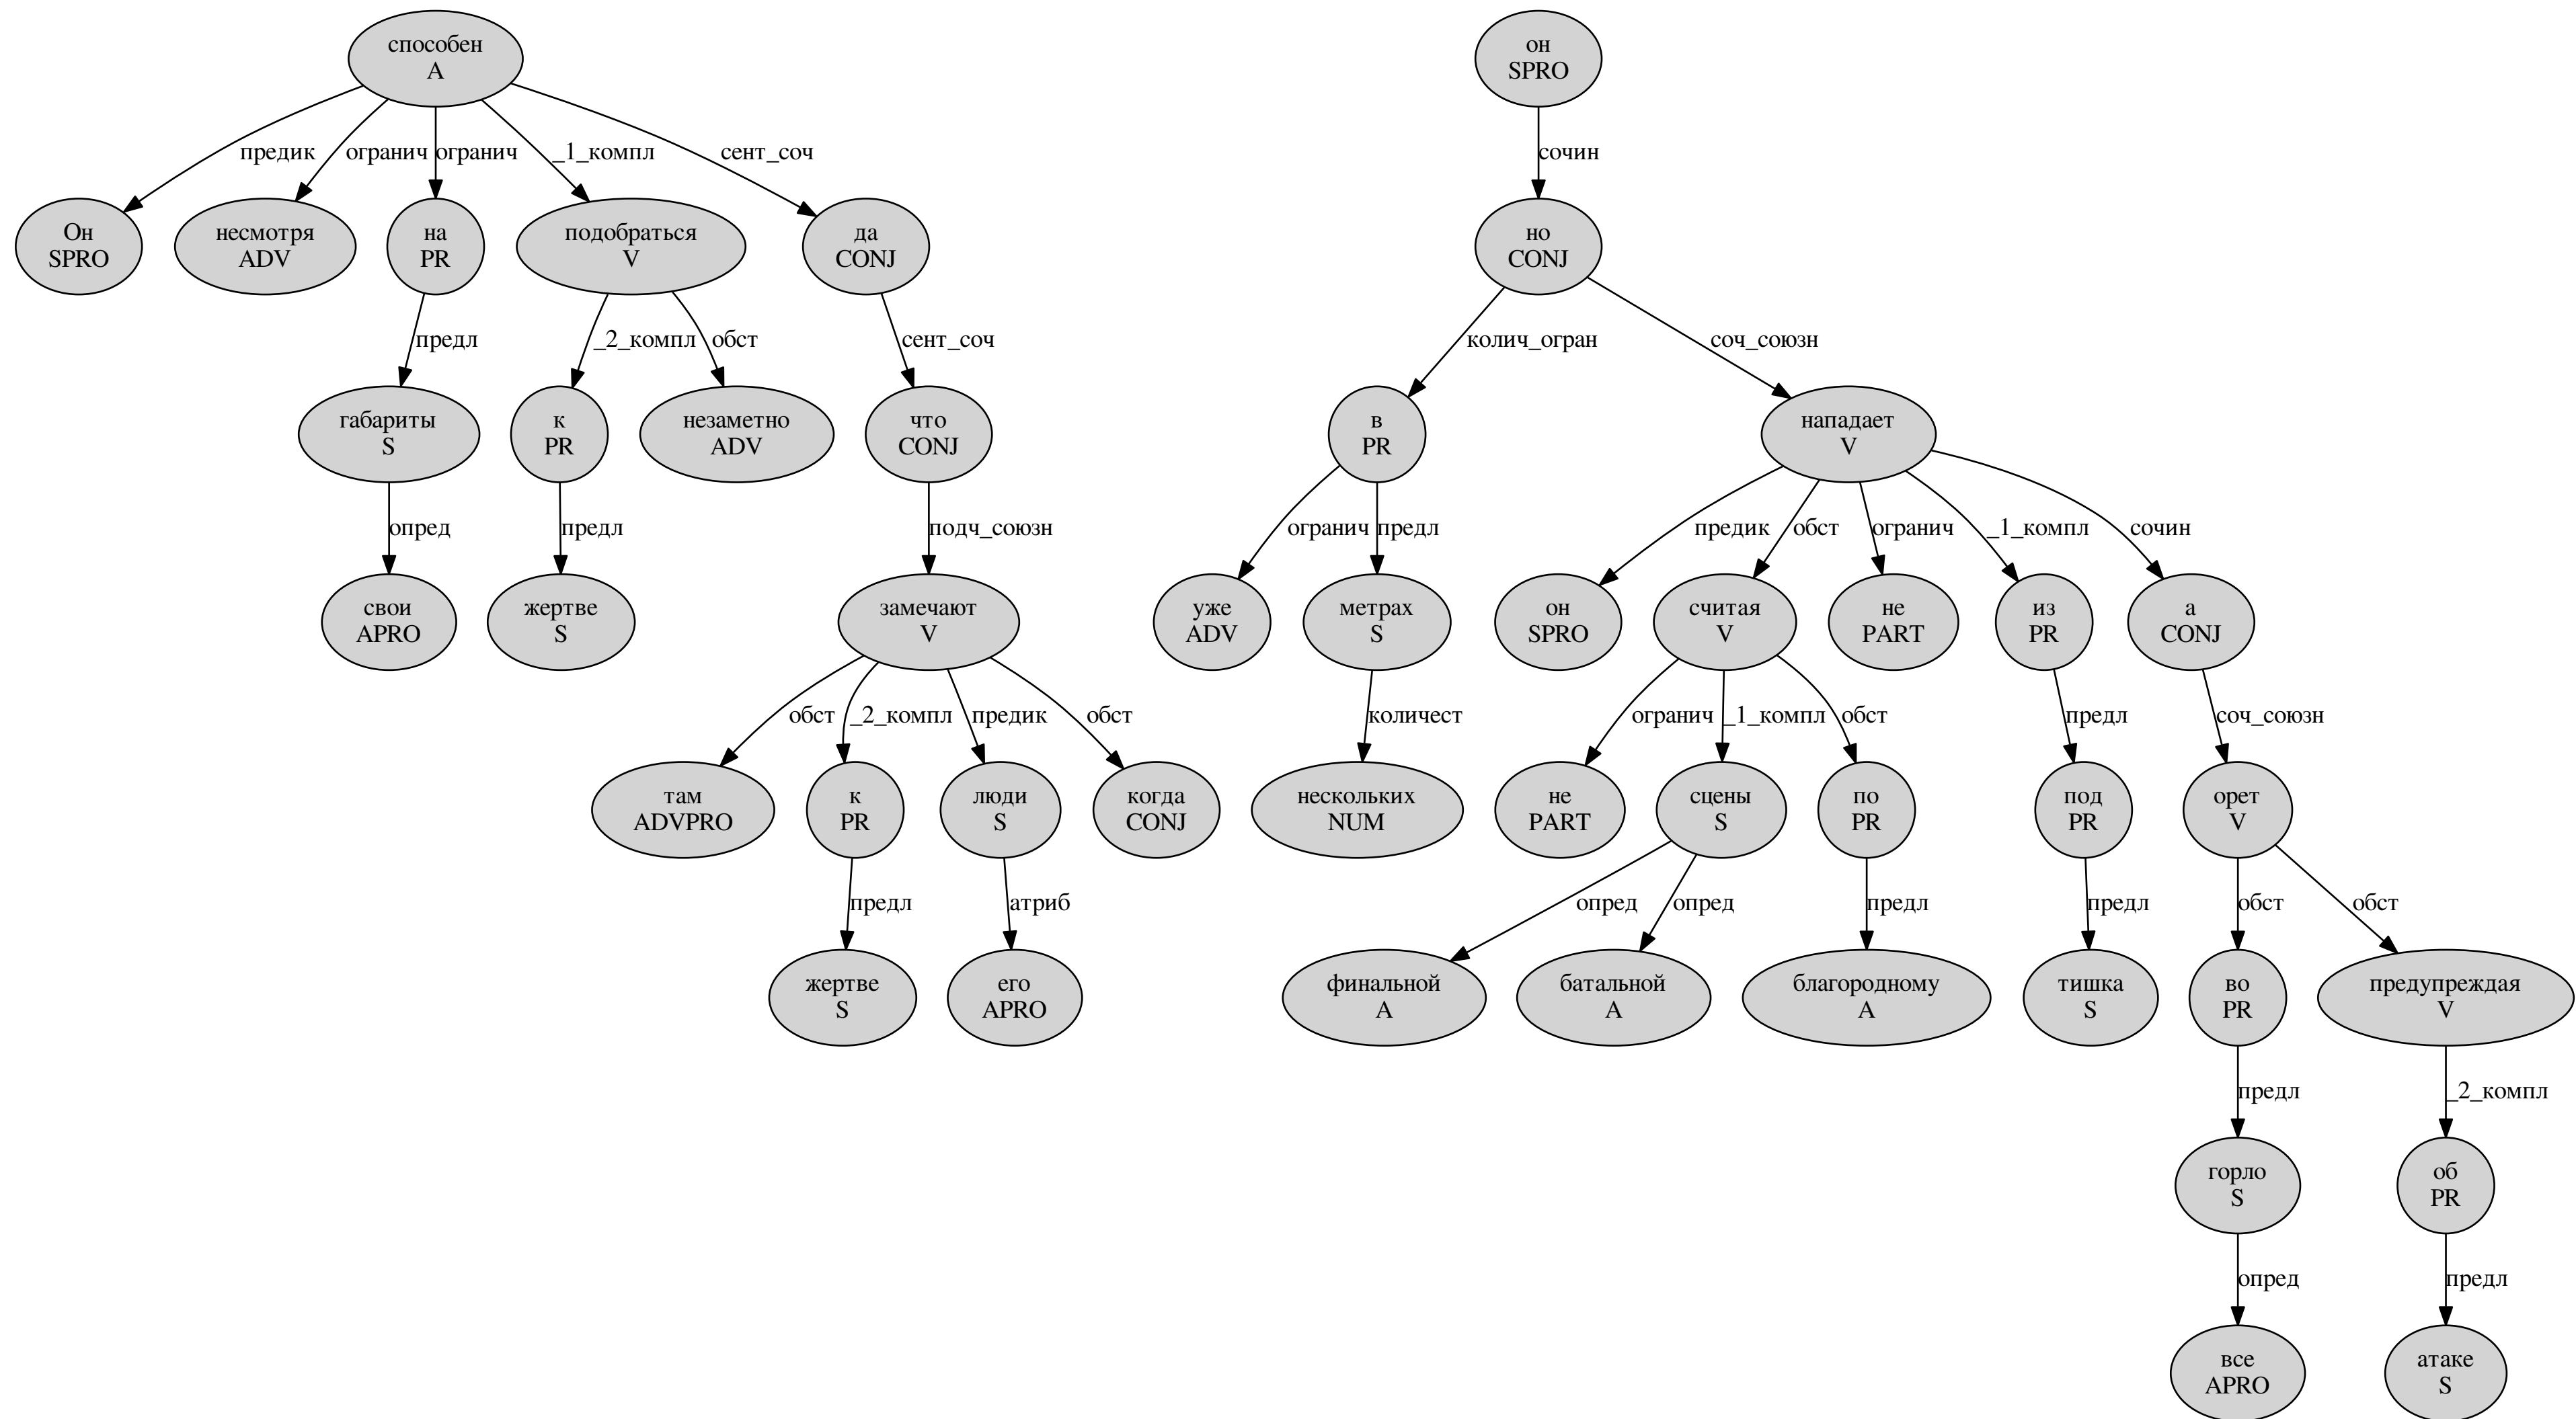 способен
A
он
SPRO
предик
огранич
огранич
_1_компл
сент_соч
сочин
Он
SPRO
несмотря
ADV
на
PR
подобраться
V
да
CONJ
но
CONJ
предл
_2_компл
обст
сент_соч
колич_огран
соч_союзн
габариты
S
к
PR
незаметно
ADV
что
CONJ
в
PR
нападает
V
опред
предл
подч_союзн
огранич
предл
предик
обст
огранич
_1_компл
сочин
свои
APRO
жертве
S
замечают
V
уже
ADV
метрах
S
он
SPRO
считая
V
не
PART
из
PR
а
CONJ
обст
_2_компл
предик
обст
количест
огранич
_1_компл
обст
предл
соч_союзн
там
ADVPRO
к
PR
люди
S
когда
CONJ
нескольких
NUM
не
PART
сцены
S
по
PR
под
PR
орет
V
предл
атриб
опред
опред
предл
предл
обст
обст
жертве
S
его
APRO
финальной
A
батальной
A
благородному
A
тишка
S
во
PR
предупреждая
V
предл
_2_компл
горло
S
об
PR
опред
предл
все
APRO
атаке
S